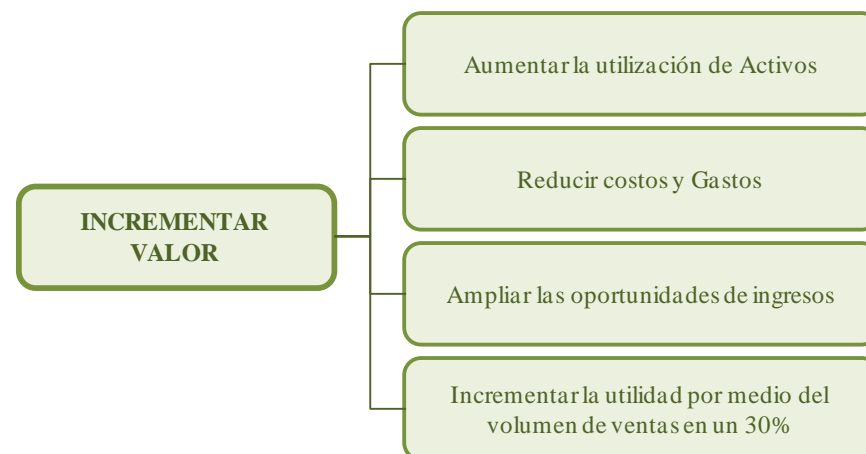 Aumentar la utilización de Activos
Reducir costos y Gastos
INCREMENTAR
VALOR
Ampliar las oportunidades de ingresos
Incrementar la utilidad por medio del
volumen de ventas en un 30%